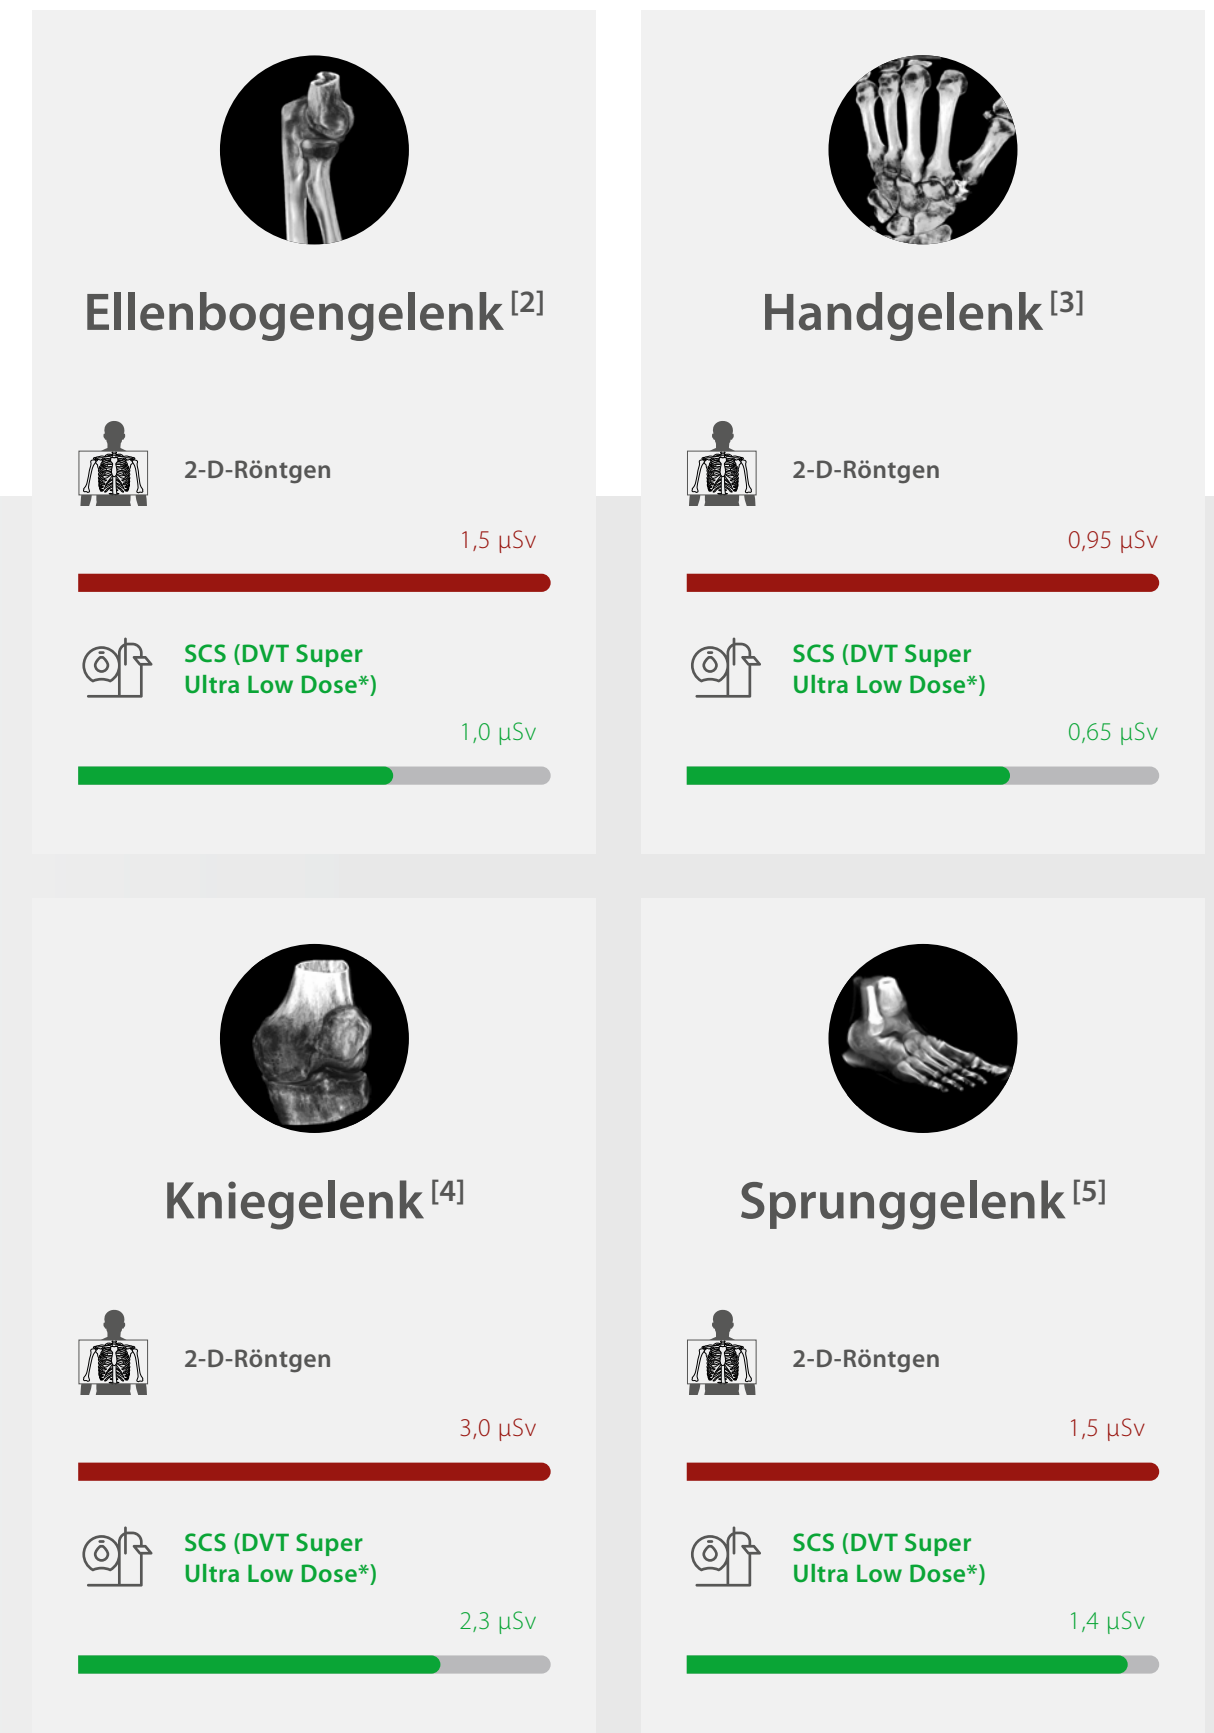 Ellenbogengelenk [2]
2-D-Röntgen
1,5 µSv
SCS (DVT Super
Ultra Low Dose*)
1,0 µSv
Handgelenk [3]
2-D-Röntgen
0,95 µSv
SCS (DVT Super
Ultra Low Dose*)
0,65 µSv
Kniegelenk [4]
2-D-Röntgen
3,0 µSv
SCS (DVT Super
Ultra Low Dose*)
2,3 µSv
Sprunggelenk [5]
2-D-Röntgen
1,5 µSv
SCS (DVT Super
Ultra Low Dose*)
1,4 µSv